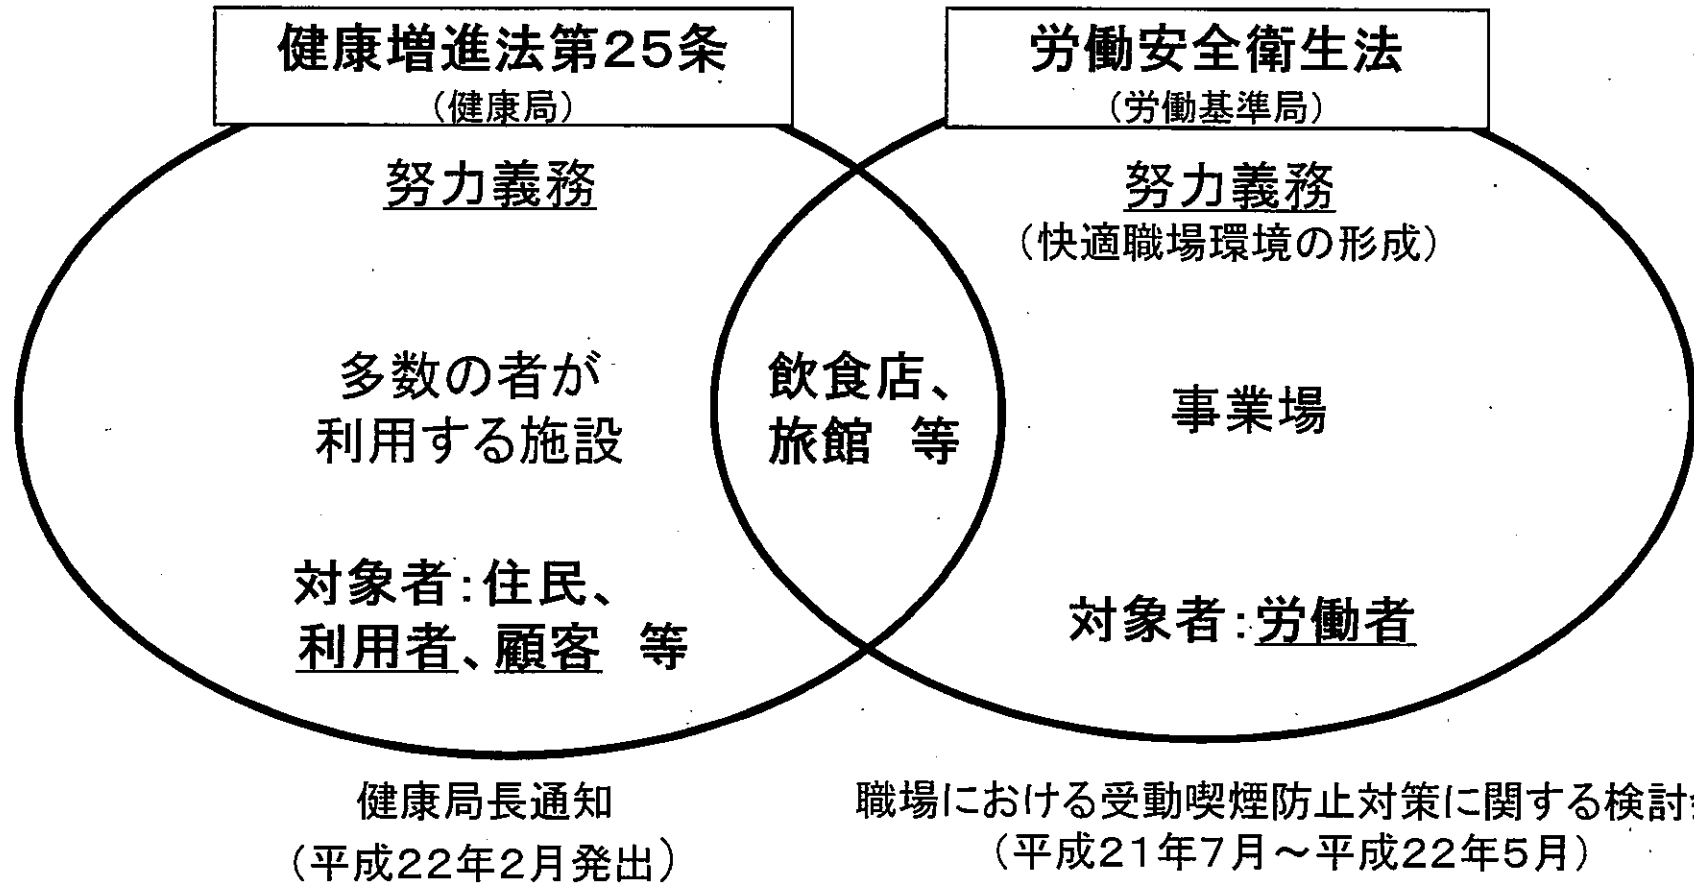 健康増進法第25条
（健康局）
努力義務
多数の者が
利用する施設
対象者：住民、
利用者、顧客　等
飲食店、
旅館　等
労働安全衛生法
（労働基準局）
努力義務
（快適職場環境の形成）
事業場
対象者：労働者
健康局長通知
（平成22年2月発出）
職場における受動喫煙防止対策に関する検討
（平成21年7月～平成22年5月）